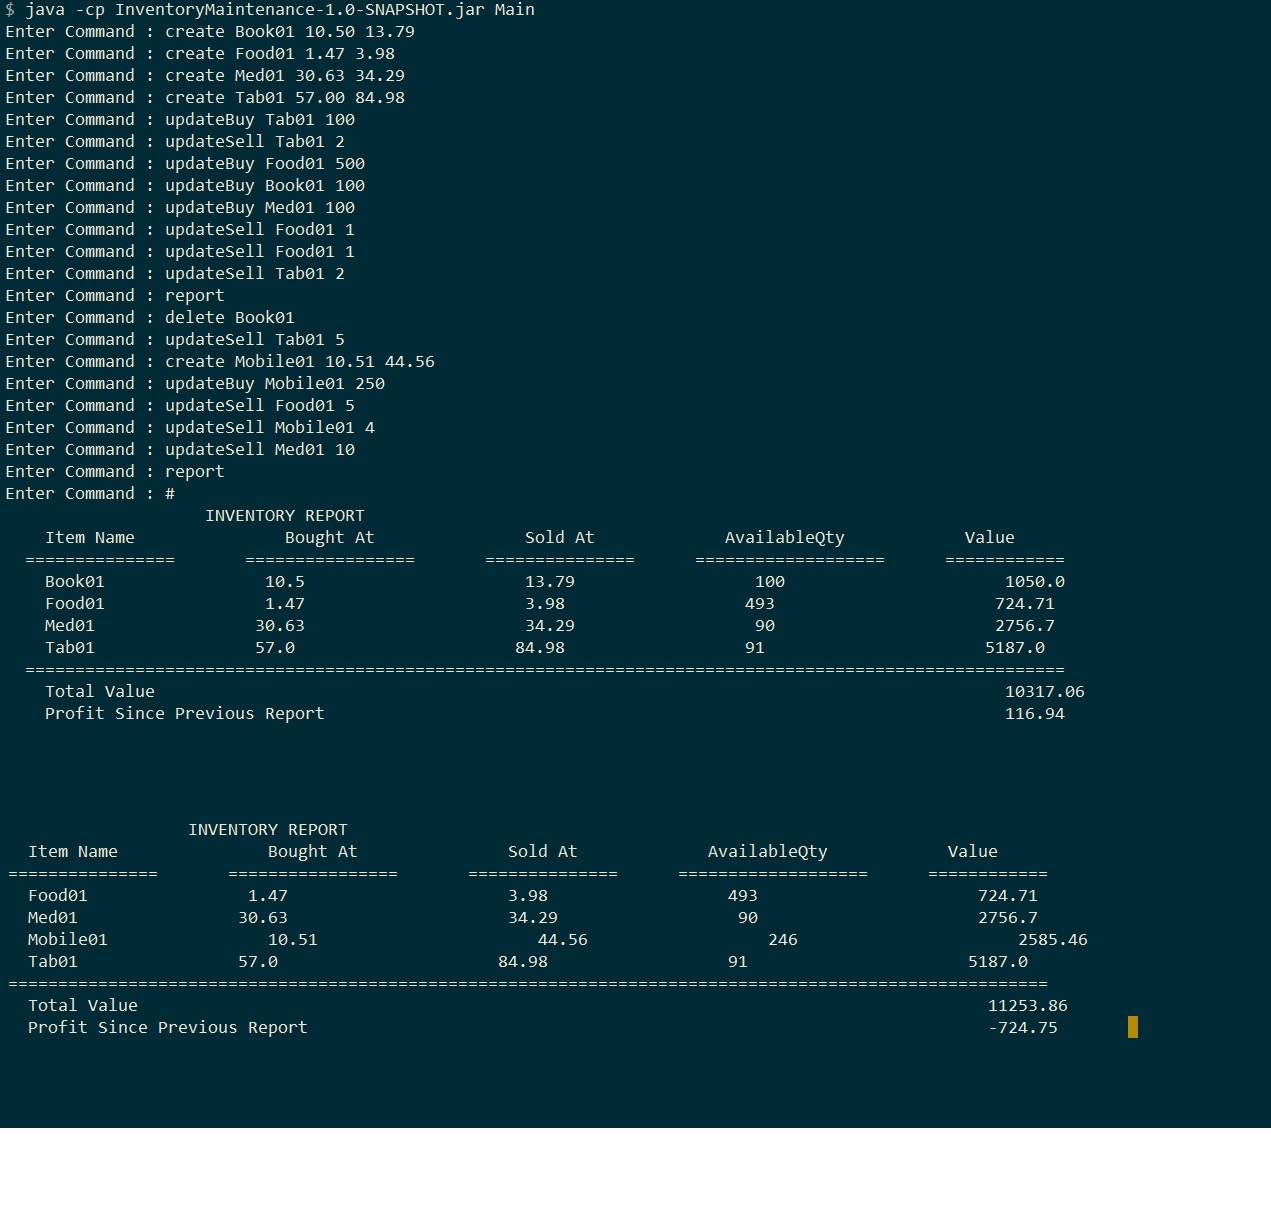 $ java -cp InventoryMaintenance-1.0-SNAPSHOT.jar Main
Enter Command : create Book01 10.50 13.79
Enter Command : create Food01 1.47 3.98
Enter Command : create Med01 30.63 34.29
Enter Command : create Tab01 57.00 84.98
Enter Command : updateBuy Tab01 100
Enter Command : updateSell Tab01 2
Enter Command : updateBuy Food01 500
Enter Command : updateBuy Book01 100
Enter Command : updateBuy Med01 100
Enter Command : updateSell Food01 1
Enter Command : updateSell Food01 1
Enter Command : updateSell Tab01 2
Enter Command : report
Enter Command : delete Book01
Enter Command : updateSell Tab01 5
Enter Command : create Mobile01 10.51 44.56
Enter Command : updateBuy Mobile01 250
Enter Command : updateSell Food01 5
Enter Command : updateSell Mobile01 4
Enter Command : updateSell Med01 10
Enter Command : report
Enter Command : #
INVENTORY REPORT
Item Name Bought At Sold At AvailableQty Value
=============== ================= =============== =================== ============
Book01 10.5 13.79 100 1050.0
Food01 1.47 3.98 493 724.71
Med01 30.63 34.29 90 2756.7
Tab01 57.0 84.98 91 5187.0
========================================================================================================
Total Value 10317.06
Profit Since Previous Report 116.94
INVENTORY REPORT
Item Name Bought At Sold At AvailableQty Value
=============== ================= =============== =================== ============
Food01 1.47 3.98 493 724.71
Med01 30.63 34.29 90 2756.7
Mobile01 10.51 44.56 246 2585.46
Tab01 57.0 84.98 91 5187.0
========================================================================================================
Total Value 11253.86
Profit Since Previous Report -724.75